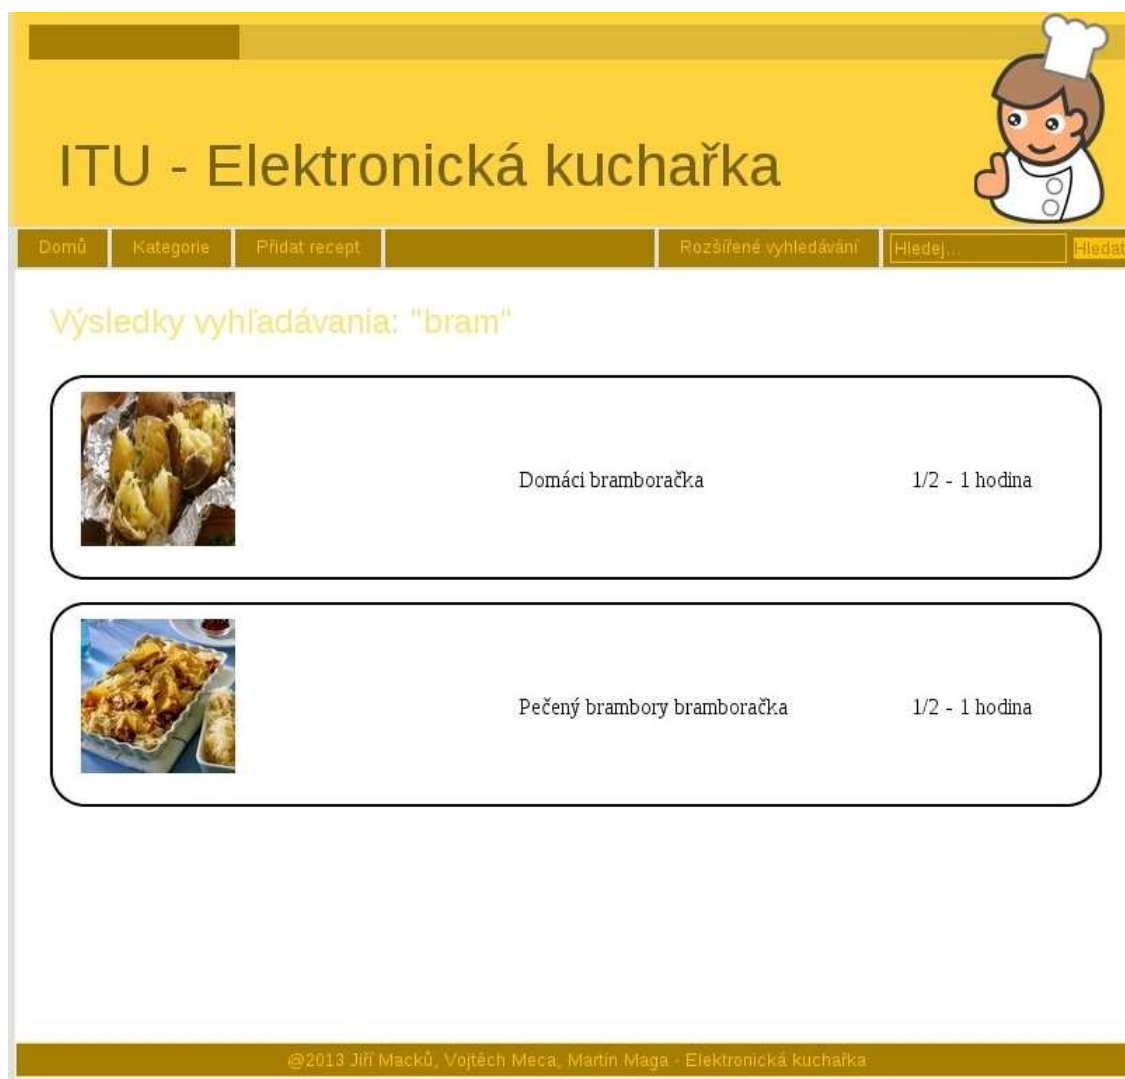 ITU - Elektronická kuchařka
Domů Kategorie Přidat recept Rozšířené vyhledávání Hledej... Hledat
Výsledky vyhľadávania: "bram"
Domáci bramboračka 1/2 - 1 hodina
Pečený brambory bramboračka 1/2 - 1 hodina
@2013 Jiří Macků, Vojtěch Meca, Martin Maga - Elektronická kuchařka